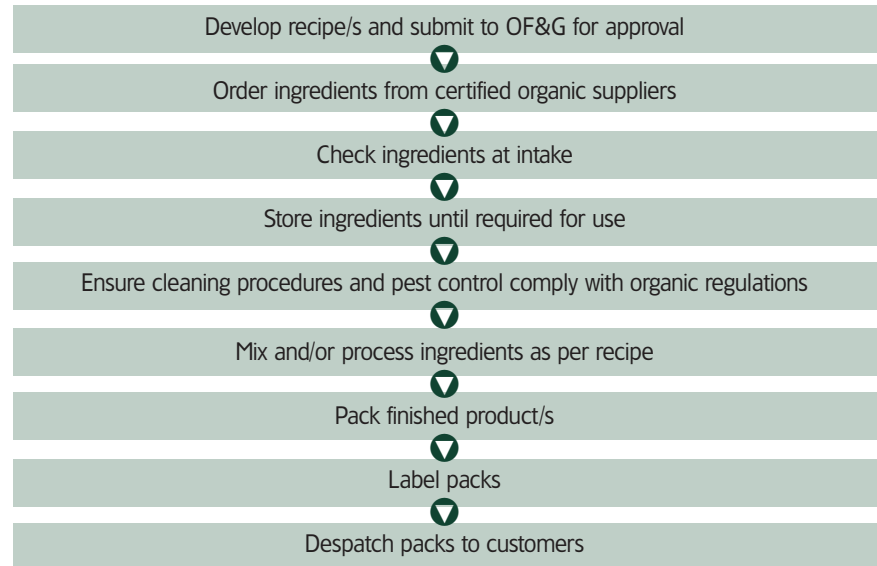 Develop recipe/s and submit to OF&G for approval
Order ingredients from certified organic suppliers
Check ingredients at intake
Store ingredients until required for use
Ensure cleaning procedures and pest control comply with organic regulations
Mix and/or process ingredients as per recipe
Pack finished product/s
Label packs
Despatch packs to customers